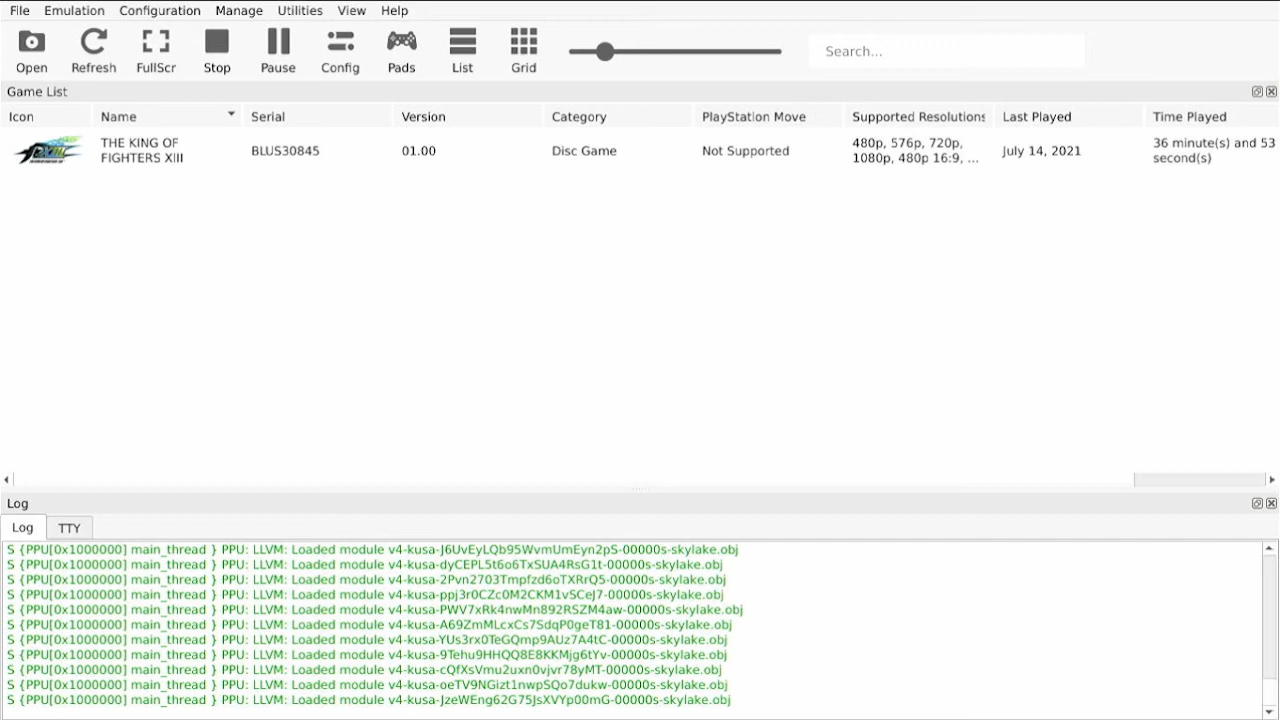 File Emulation Configuration Manage Utilities View Help
Open Refresh FullScr Stop Pause Config Pads List Grid Search...
Game List
Icon Name Serial Version Category PlayStation Move Supported Resolutions Last Played Time Played
THE KING OF
FIGHTERS XIII
BLUS30845
01.00
Disc Game
Not Supported
480p, 576p, 720p,
1080p, 480p 16:9, ...
July 14, 2021
36 minute(s) and 53
second(s)
Log
Log TTY
S {PPU[0x1000000] main_thread } PPU: LLVM: Loaded module v4-kusa-J6UvEyLQb95WvmUmEyn2pS-00000s-skylake.obj
S {PPU[0x1000000] main_thread } PPU: LLVM: Loaded module v4-kusa-dyCEPL5t6o6TxSUA4RsG1t-00000s-skylake.obj
S {PPU[0x1000000] main_thread } PPU: LLVM: Loaded module v4-kusa-2Pvn2703Tmpfzd6oTXRrQ5-00000s-skylake.obj
S {PPU[0x1000000] main_thread } PPU: LLVM: Loaded module v4-kusa-ppj3r0CZc0M2CKM1vSCeJ7-00000s-skylake.obj
S {PPU[0x1000000] main_thread } PPU: LLVM: Loaded module v4-kusa-PWV7xRk4nwMn892RSZM4aw-00000s-skylake.obj
S {PPU[0x1000000] main_thread } PPU: LLVM: Loaded module v4-kusa-A69ZmMLcxCs7SdqP0geT81-00000s-skylake.obj
S {PPU[0x1000000] main_thread } PPU: LLVM: Loaded module v4-kusa-YUs3rx0TeGQmp9AUz7A4tC-00000s-skylake.obj
S {PPU[0x1000000] main_thread } PPU: LLVM: Loaded module v4-kusa-9Tehu9HHQQ8E8KKMjg6tYv-00000s-skylake.obj
S {PPU[0x1000000] main_thread } PPU: LLVM: Loaded module v4-kusa-cQfXsVmu2uxn0vjvr78yMT-00000s-skylake.obj
S {PPU[0x1000000] main_thread } PPU: LLVM: Loaded module v4-kusa-oeTV9NGizt1nwpSQo7dukw-00000s-skylake.obj
S {PPU[0x1000000] main_thread } PPU: LLVM: Loaded module v4-kusa-JzeWEng62G75JsXVYp00mG-00000s-skylake.obj